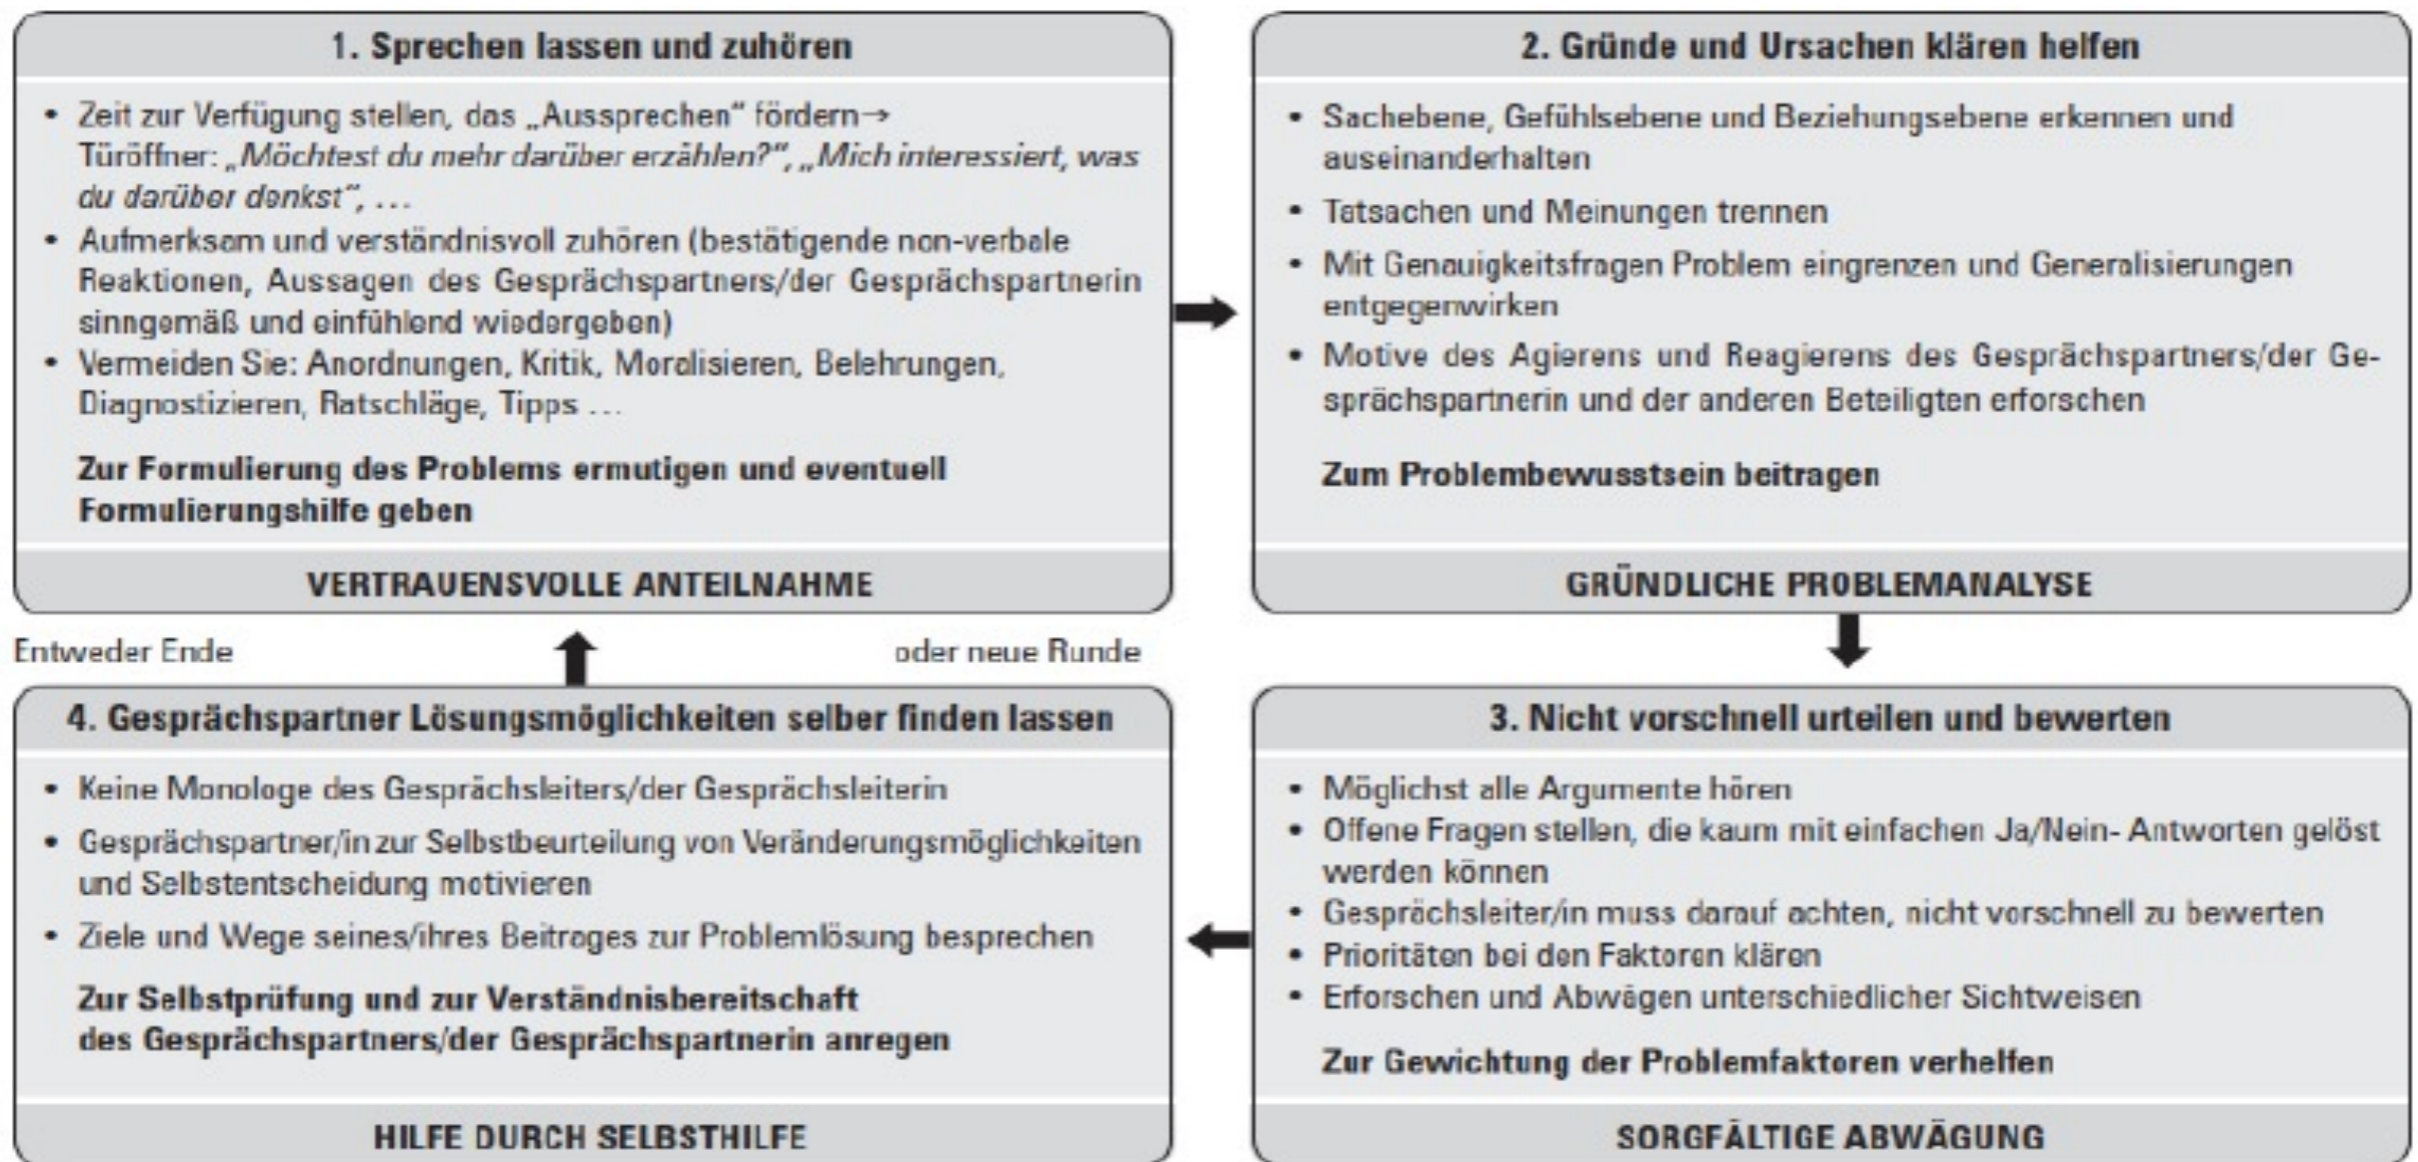 1. Sprechen lassen und zuhören
• Zeit zur Verfügung stellen, das „Aussprechen“ fördern→
Türöffner: „Möchtest du mehr darüber erzählen?“, „Mich interessiert, was
du darüber denkst“, …
• Aufmerksam und verständnisvoll zuhören (bestätigende non-verbale
Reaktionen, Aussagen des Gesprächspartners/der Gesprächspartnerin
sinngemäß und einfühlend wiedergeben)
• Vermeiden Sie: Anordnungen, Kritik, Moralisieren, Belehrungen,
Diagnostizieren, Ratschläge, Tipps …
Zur Formulierung des Problems ermutigen und eventuell
Formulierungshilfe geben
VERTRAUENSVOLLE ANTEILNAHME
2. Gründe und Ursachen klären helfen
• Sachebene, Gefühlsebene und Beziehungsebene erkennen und
auseinanderhalten
• Tatsachen und Meinungen trennen
• Mit Genauigkeitsfragen Problem eingrenzen und Generalisierungen
entgegenwirken
• Motive des Agierens und Reagierens des Gesprächspartners/der Ge-
sprächspartnerin und der anderen Beteiligten erforschen
Zum Problembewusstsein beitragen
GRÜNDLICHE PROBLEMANALYSE
3. Nicht vorschnell urteilen und bewerten
• Möglichst alle Argumente hören
• Offene Fragen stellen, die kaum mit einfachen Ja/Nein- Antworten gelöst
werden können
• Gesprächsleiter/in muss darauf achten, nicht vorschnell zu bewerten
• Prioritäten bei den Faktoren klären
• Erforschen und Abwägen unterschiedlicher Sichtweisen
Zur Gewichtung der Problemfaktoren verhelfen
SORGFÄLTIGE ABWÄGUNG
4. Gesprächspartner Lösungsmöglichkeiten selber finden lassen
• Keine Monologe des Gesprächsleiters/der Gesprächsleiterin
• Gesprächspartner/in zur Selbstbeurteilung von Veränderungsmöglichkeiten
und Selbstentscheidung motivieren
• Ziele und Wege seines/ihres Beitrages zur Problemlösung besprechen
Zur Selbstprüfung und zur Verständnisbereitschaft
des Gesprächspartners/der Gesprächspartnerin anregen
HILFE DURCH SELBSTHILFE
Entweder Ende
oder neue Runde